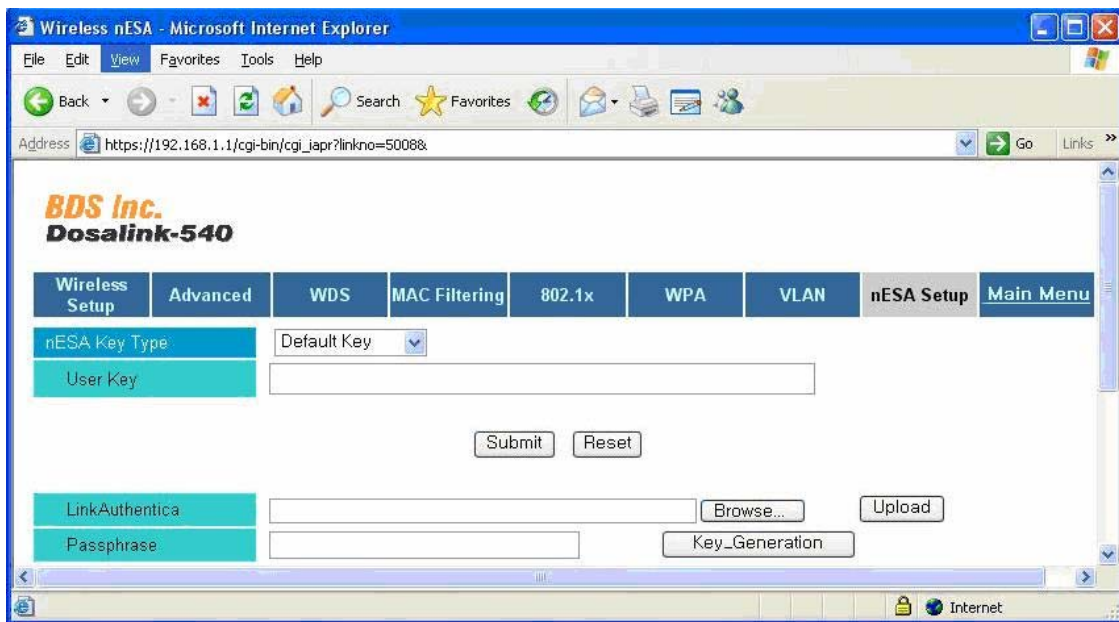 Wireless nESA - Microsoft Internet Explorer
File Edit View Favorites Tools Help
Back Search Favorites
Address https://192.168.1.1/cgi-bin/cgi_iapr?linkno=5008& Go Links »
BDS Inc.
Dosalink-540
Wireless Setup Advanced WDS MAC Filtering 802.1x WPA VLAN nESA Setup Main Menu
nESA Key Type Default Key
User Key
Submit Reset
LinkAuthentica Browse... Upload
Passphrase Key_Generation
Internet